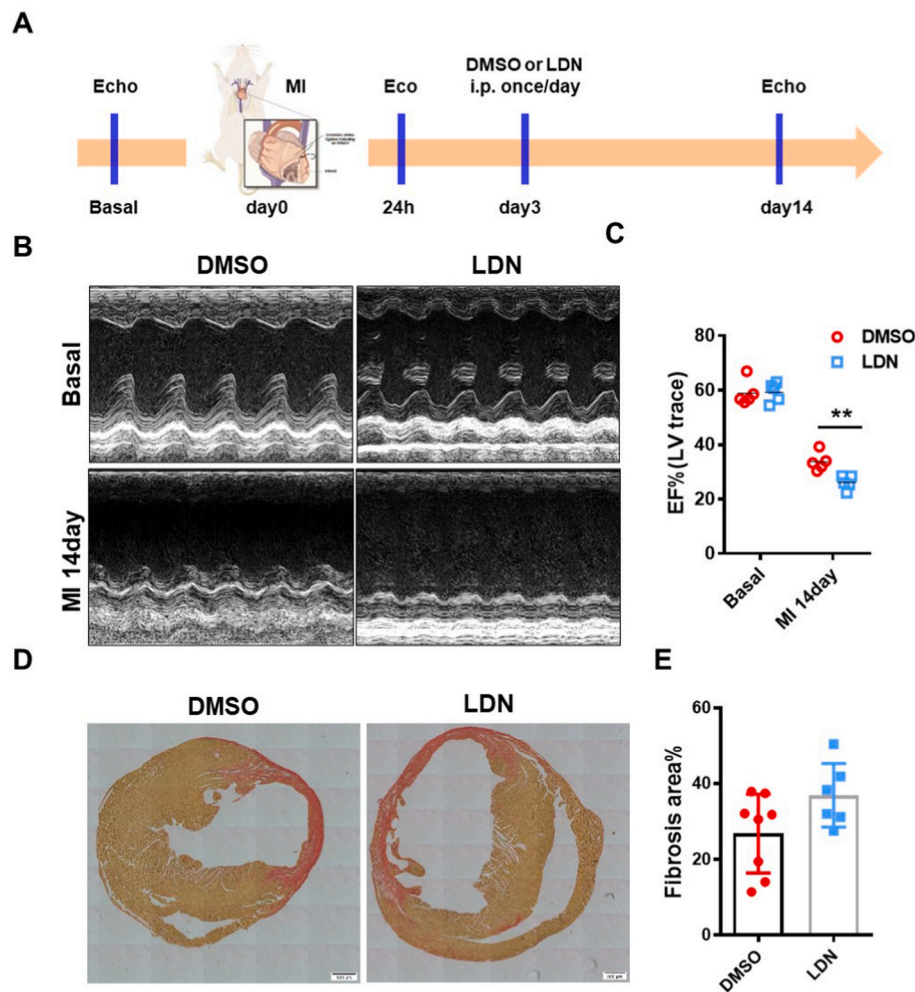 A
Echo
MI
Eco
DMSO or LDN
i.p. once/day
Echo
Basal
day0
24h
day3
day14
B
DMSO
LDN
Basal
MI 14day
C
80
60
40
20
0
EF%(LV trace)
DMSO
LDN
**
Basal
MI 14day
D
DMSO
LDN
E
60
40
20
0
Fibrosis area%
DMSO
LDN